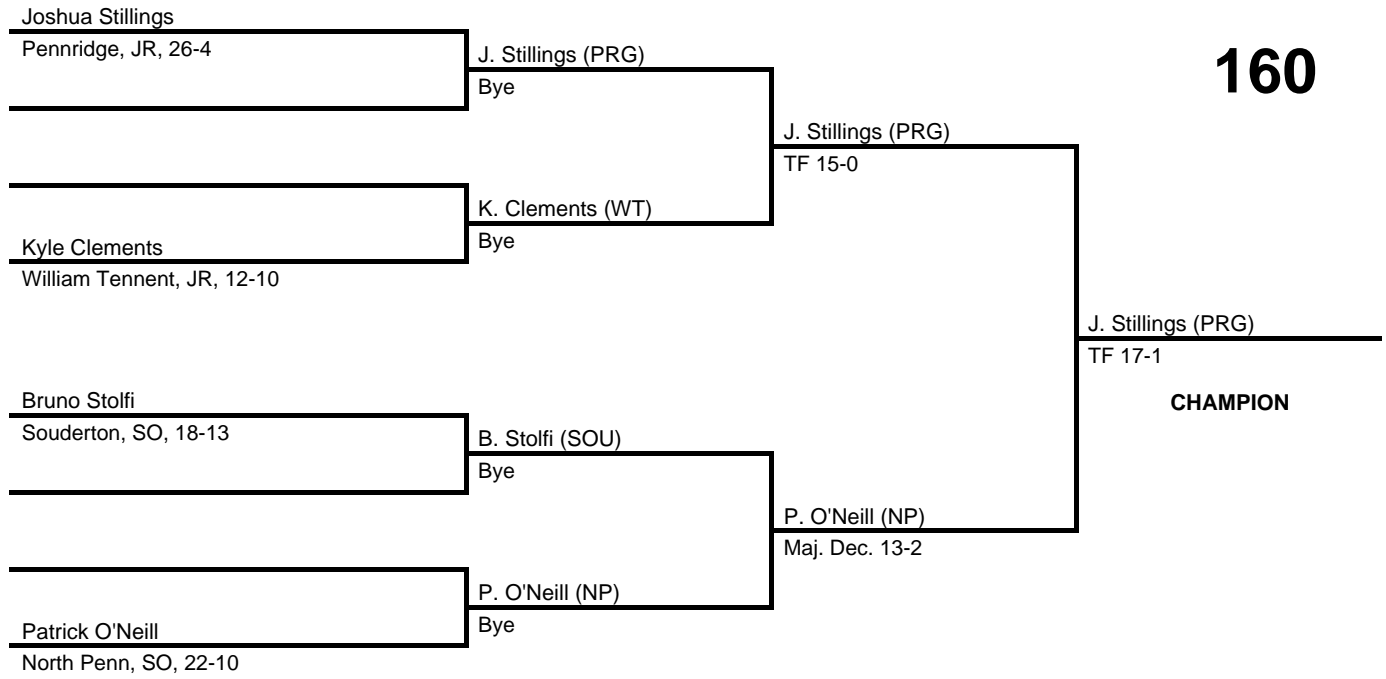 Joshua Stillings
Pennridge, JR, 26-4
Kyle Clements
William Tennent, JR, 12-10
Bruno Stolfi
Souderton, SO, 18-13
Patrick O'Neill
North Penn, SO, 22-10
J. Stillings (PRG)
Bye
K. Clements (WT)
Bye
B. Stolfi (SOU)
Bye
P. O'Neill (NP)
Bye
J. Stillings (PRG)
TF 15-0
P. O'Neill (NP)
Maj. Dec. 13-2
160
J. Stillings (PRG)
TF 17-1
CHAMPION